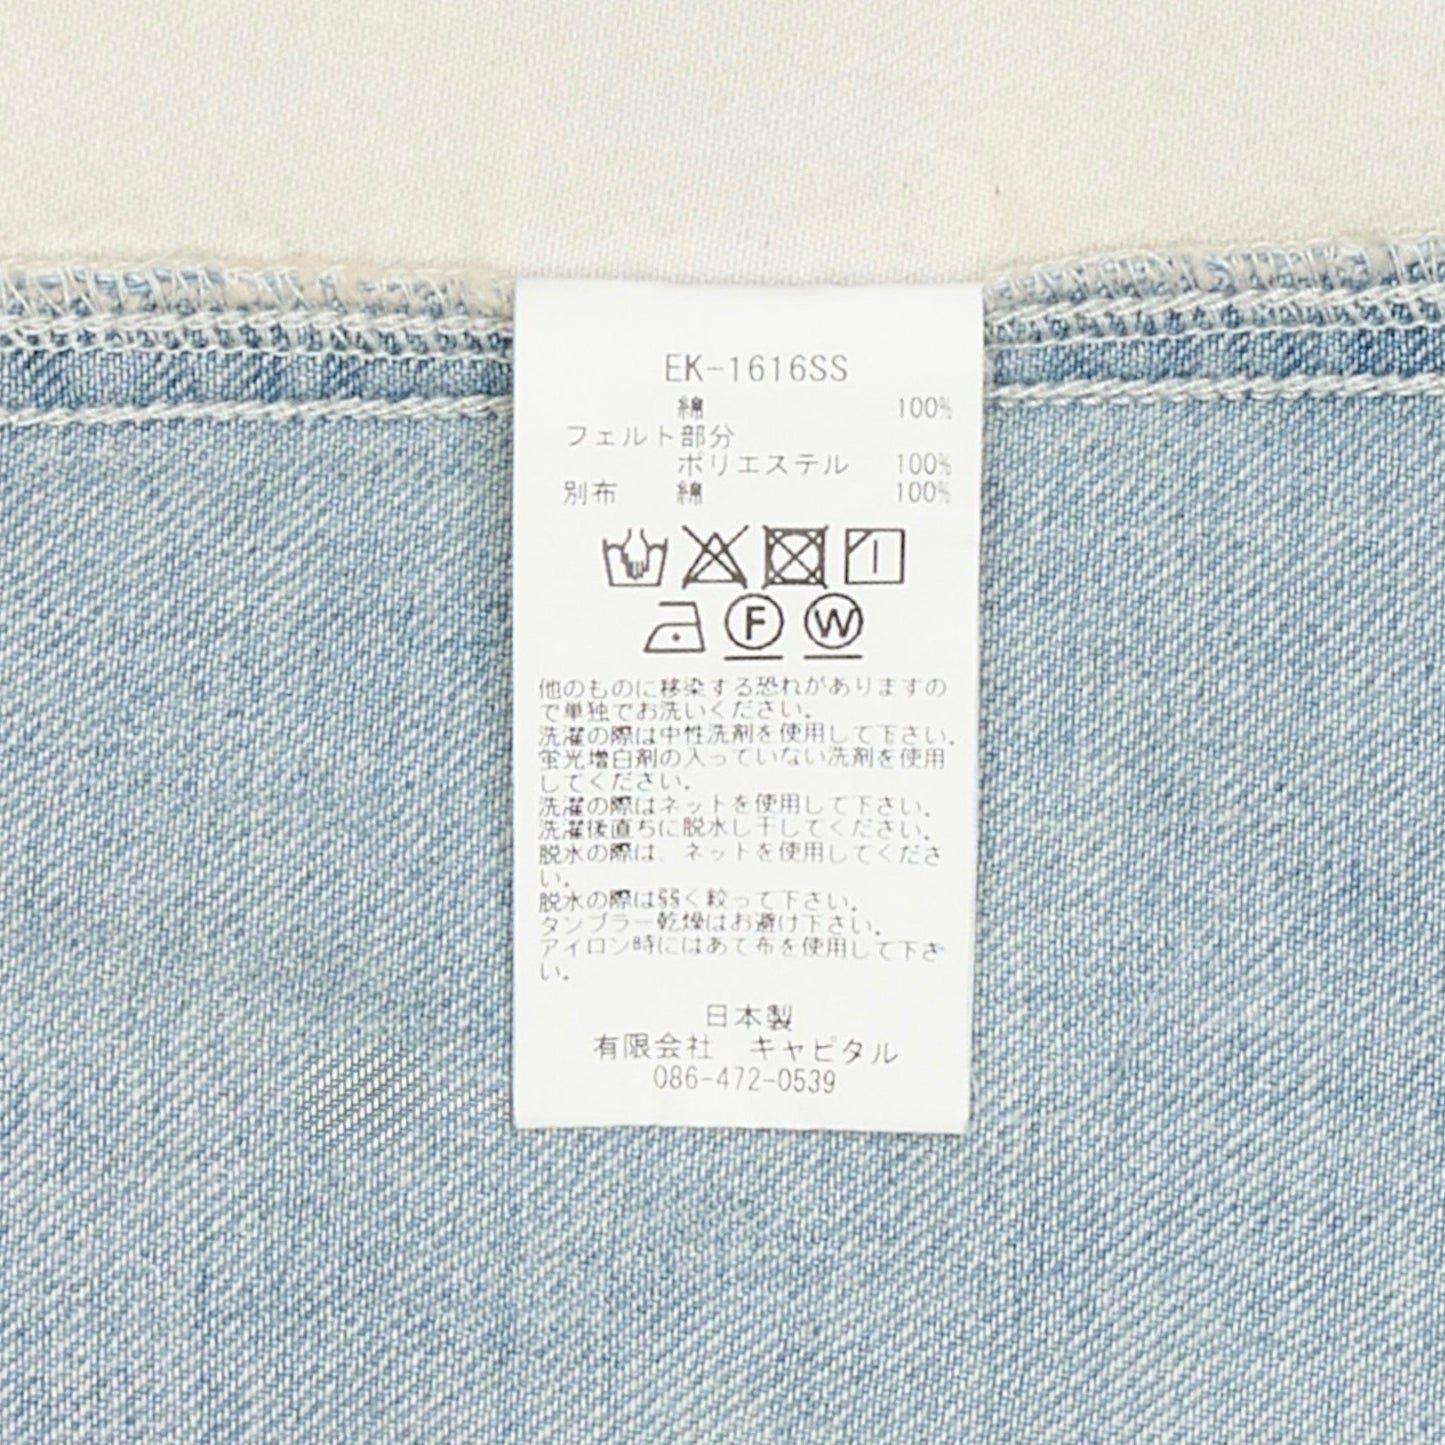 EK-1616SS
綿 100%
フェルト部分
ポリエステル 100%
別布 綿 100%
F W
他のものに移染する恐れがありますの
で単独でお洗いください。
洗濯の際は中性洗剤を使用して下さい。
蛍光増白剤の入っていない洗剤を使用
してください。
洗濯の際はネットを使用して下さい。
洗濯後直ちに脱水し干してください。
脱水の際は、ネットを使用してくださ
い。
脱水の際は弱く絞って下さい。
タンブラー乾燥はお避け下さい。
アイロン時にはあて布を使用して下さ
い。
日本製
有限会社 キャピタル
086-472-0539